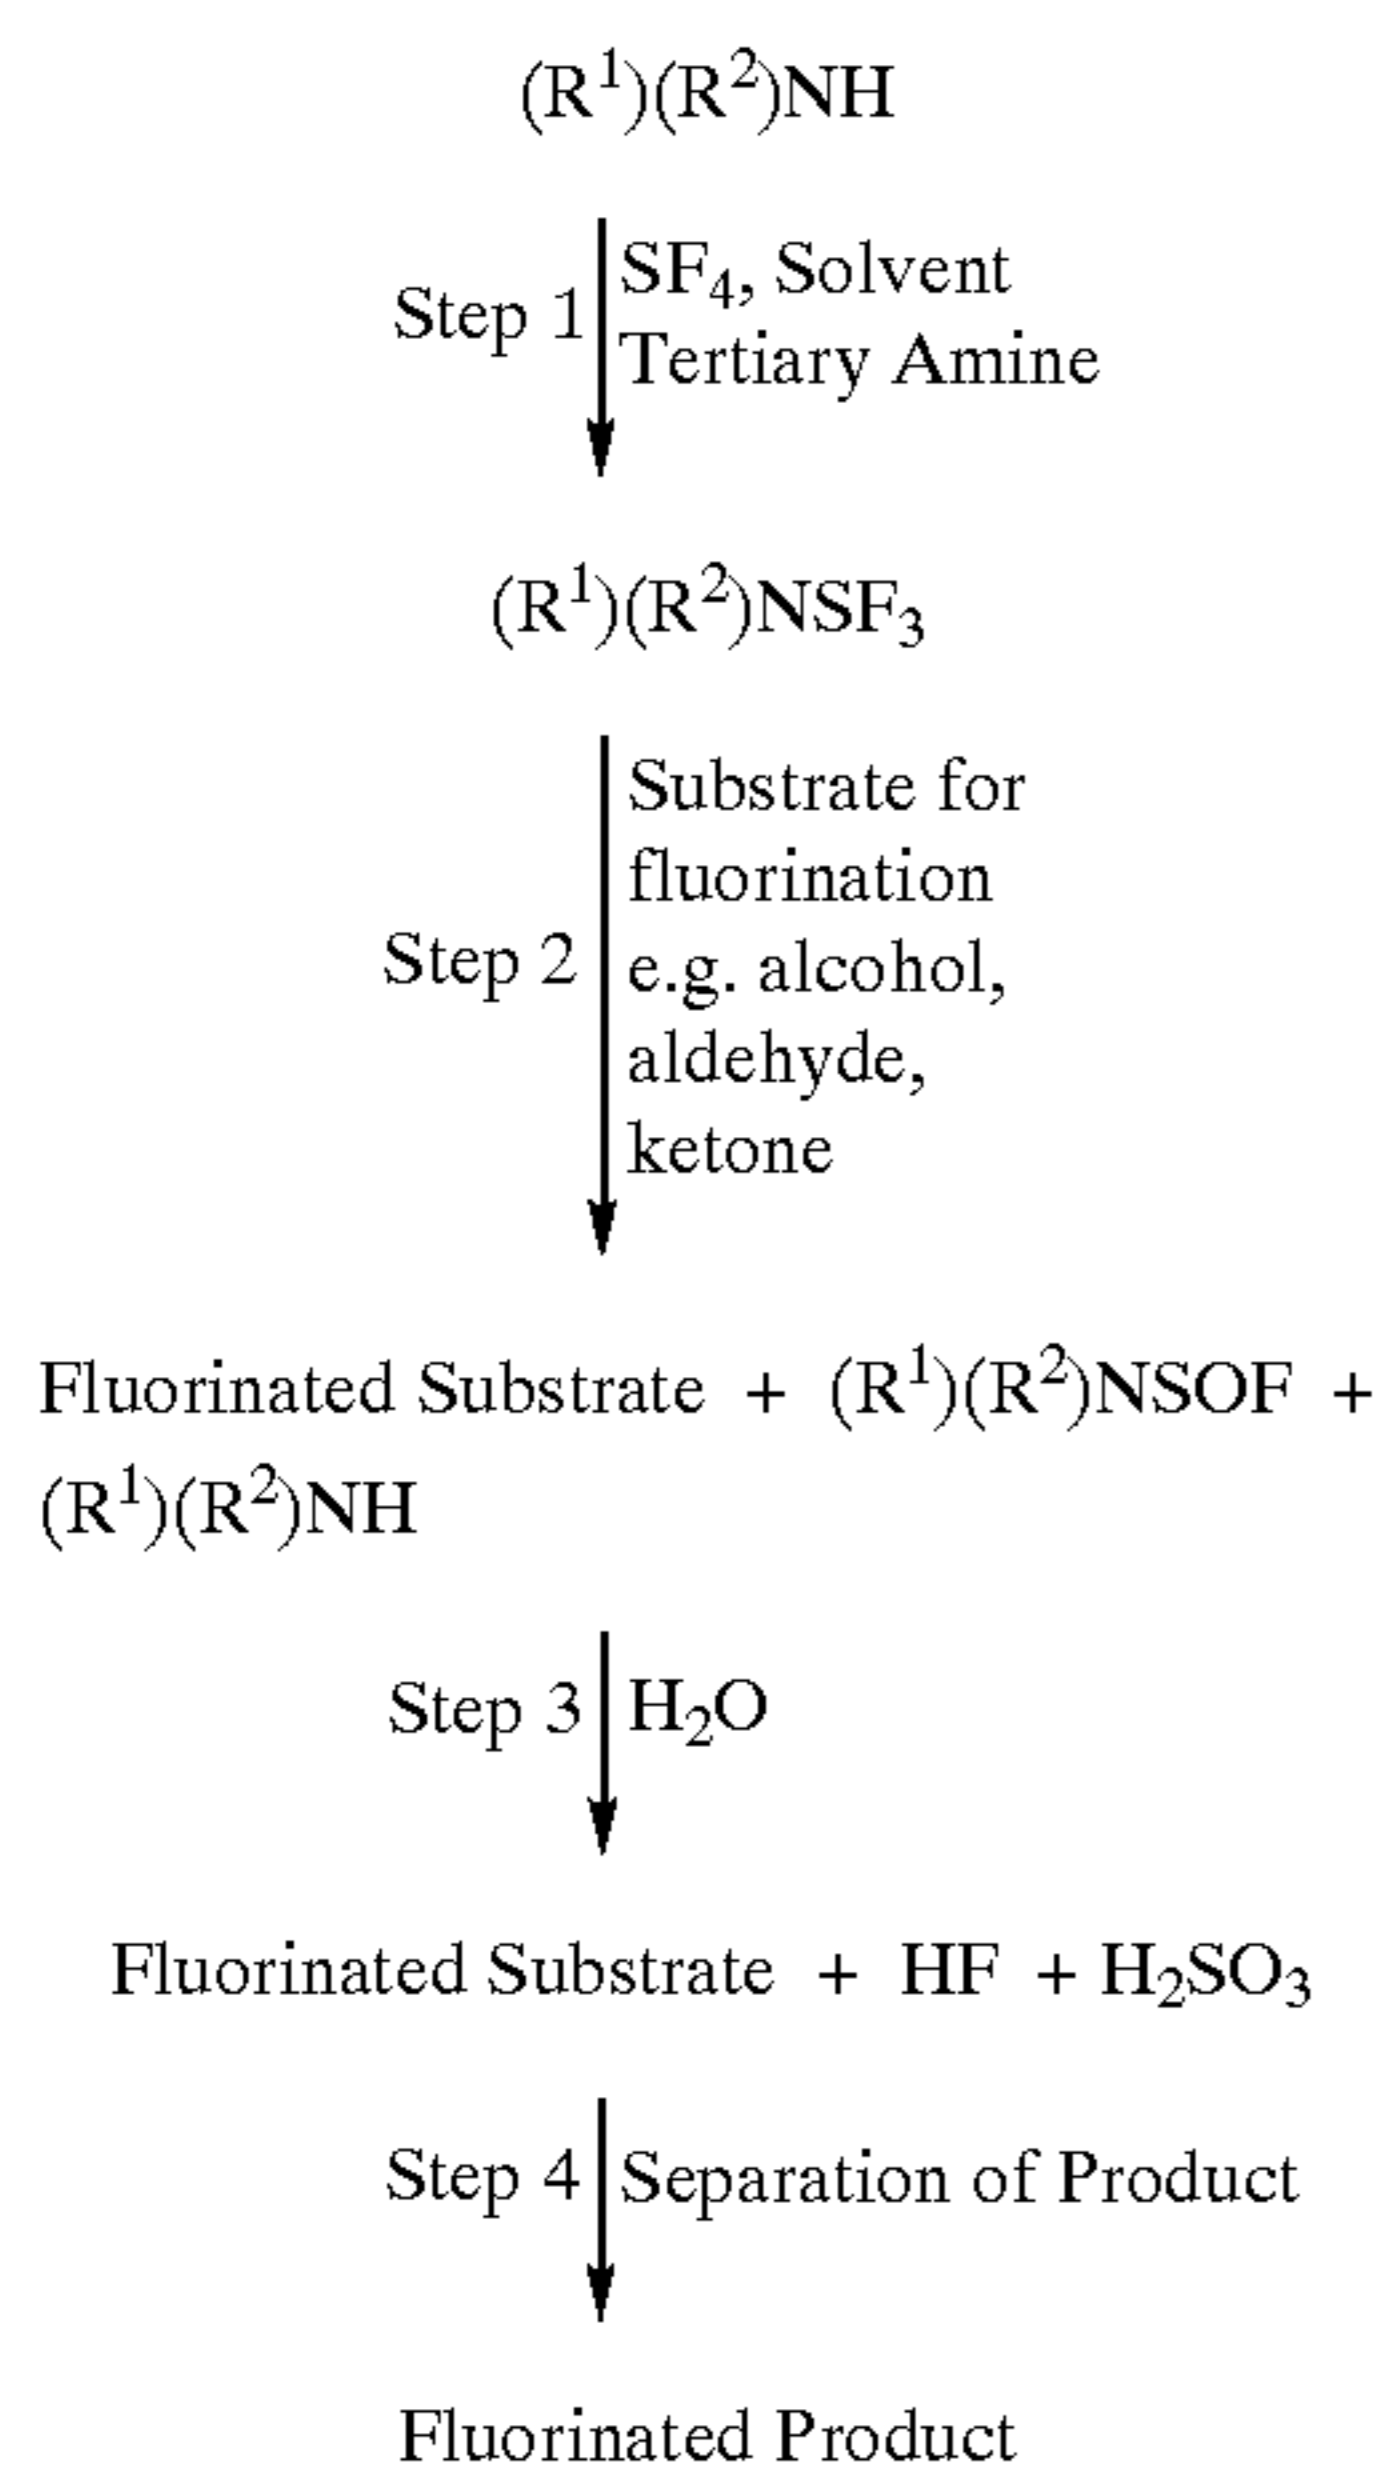 (R¹)(R²)NH
Step 1
SF₄, Solvent
Tertiary Amine
(R¹)(R²)NSF₃
Step 2
Substrate for
fluorination
e.g. alcohol,
aldehyde,
ketone
Fluorinated Substrate + (R¹)(R²)NSOF +
(R¹)(R²)NH
Step 3
H₂O
Fluorinated Substrate + HF + H₂SO₃
Step 4
Separation of Product
Fluorinated Product